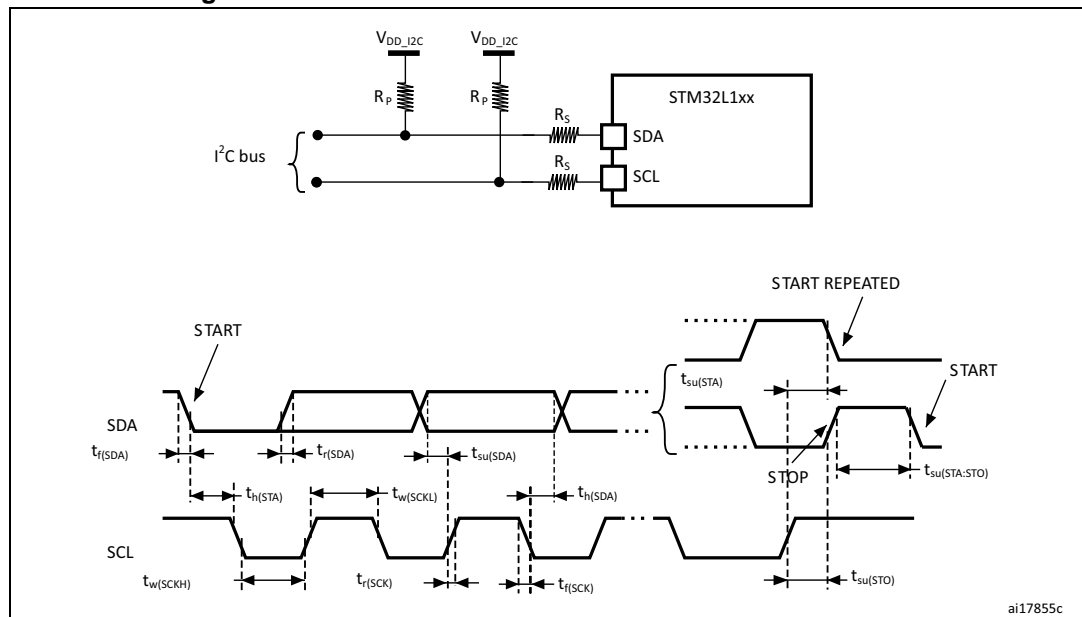 V_DD_I2C V_DD_I2C
R_P R_P
STM32L1xx
R_S
SDA
I²C bus
R_S
SCL
START REPEATED
START
START
t_su(STA)
SDA
t_f(SDA) t_r(SDA) t_su(SDA)
STOP
t_su(STA:STO)
t_h(STA) t_w(SCKL) t_h(SDA)
SCL
t_w(SCKH) t_r(SCK) t_f(SCK) t_su(STO)
ai17855c